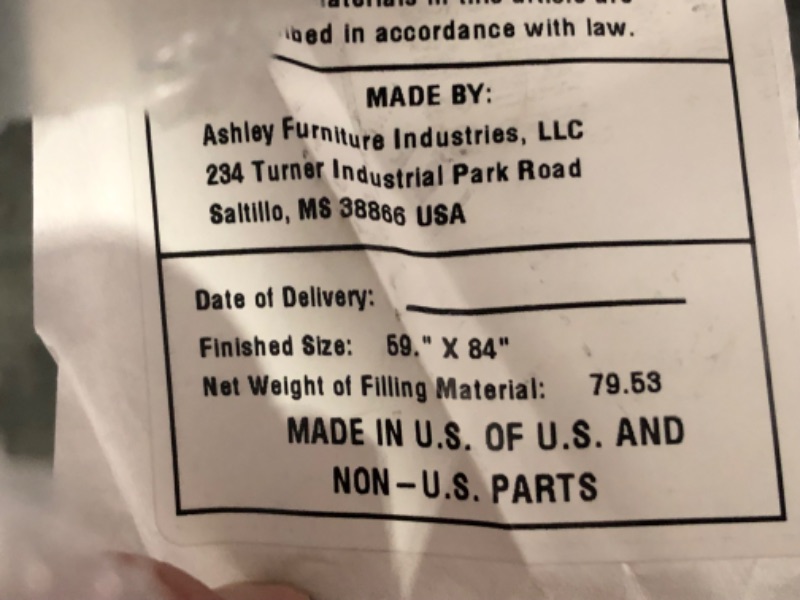 in accordance with law.
MADE BY:
Ashley Furniture Industries, LLC
234 Turner Industrial Park Road
Saltillo, MS 38866 USA
Date of Delivery:
Finished Size: 59." X 84"
Net Weight of Filling Material: 79.53
MADE IN U.S. OF U.S. AND
NON-U.S. PARTS